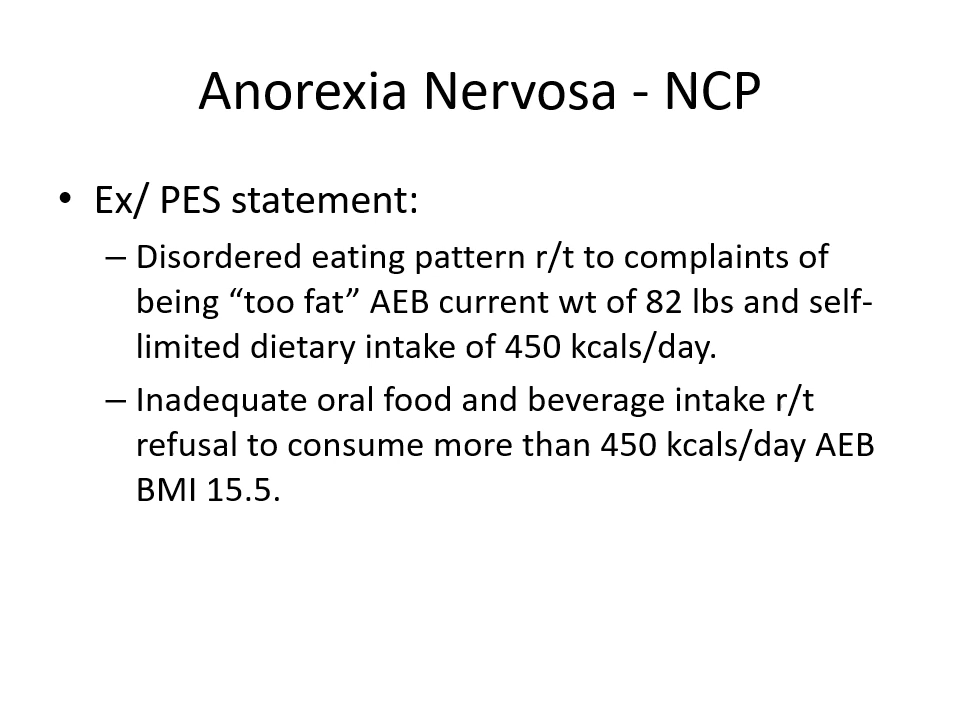 Anorexia Nervosa - NCP
• Ex/ PES statement:
– Disordered eating pattern r/t to complaints of
being “too fat” AEB current wt of 82 lbs and self-
limited dietary intake of 450 kcals/day.
– Inadequate oral food and beverage intake r/t
refusal to consume more than 450 kcals/day AEB
BMI 15.5.